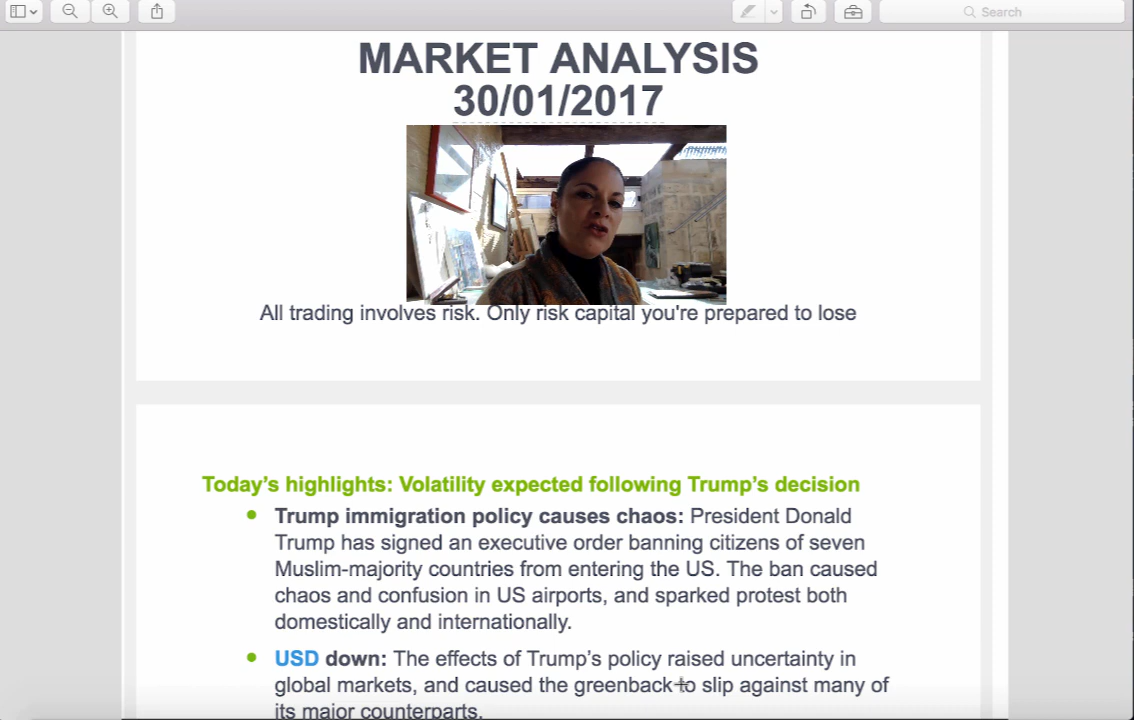 Search
MARKET ANALYSIS
30/01/2017
All trading involves risk. Only risk capital you're prepared to lose
Today's highlights: Volatility expected following Trump's decision
Trump immigration policy causes chaos: President Donald
Trump has signed an executive order banning citizens of seven
Muslim-majority countries from entering the US. The ban caused
chaos and confusion in US airports, and sparked protest both
domestically and internationally.
USD down: The effects of Trump's policy raised uncertainty in
global markets, and caused the greenback to slip against many of
its major counterparts.